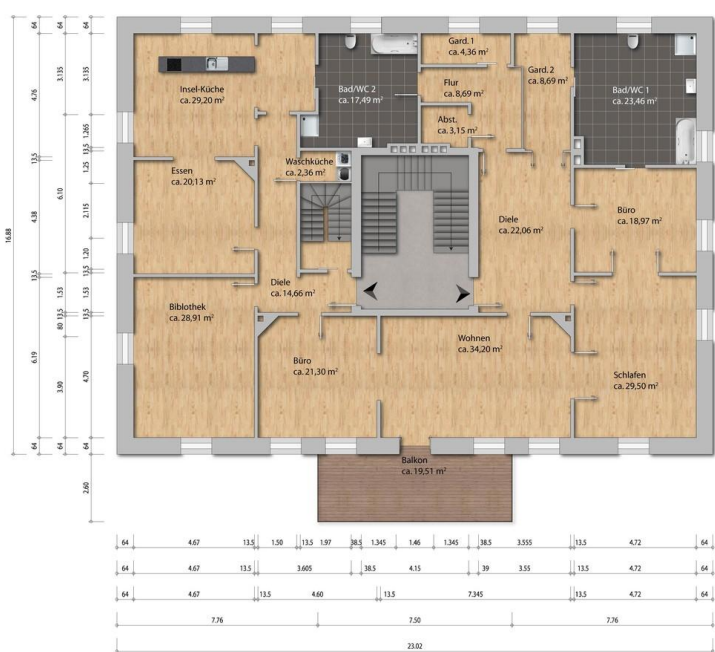 Gard. 1
ca. 4,36 m²
Insel-Küche
ca. 29,20 m²
Bad/WC 2
ca. 17,49 m²
Flur
ca. 8,69 m²
Gard. 2
ca. 8,69 m²
Bad/WC 1
ca. 23,46 m²
Abst.
ca. 3,15 m²
Waschküche
ca. 2,36 m²
Essen
ca. 20,13 m²
Diele
ca. 22,06 m²
Büro
ca. 18,97 m²
Diele
ca. 14,66 m²
Biblothek
ca. 28,91 m²
Büro
ca. 21,30 m²
Wohnen
ca. 34,20 m²
Schlafen
ca. 29,50 m²
Balkon
ca. 19,51 m²
16.88
64
4.76
13.5
4.38
13.5
6.19
64
64
3.135
6.10
1.53
13.5
80
3.90
64
64
3.135
1.265
13.5
1.25
2.115
1.20
13.5
1.53
13.5
4.70
64
2.60
64 4.67 13.5 1.50 13.5 1.97 38.5 1.345 1.46 1.345 38.5 3.555 13.5 4,72 64
64 4.67 13.5 3.605 38.5 4.15 39 3.55 13.5 4,72 64
64 4.67 13.5 4.60 13.5 7.345 13.5 4,72 64
7.76 7.50 7.76
23.02